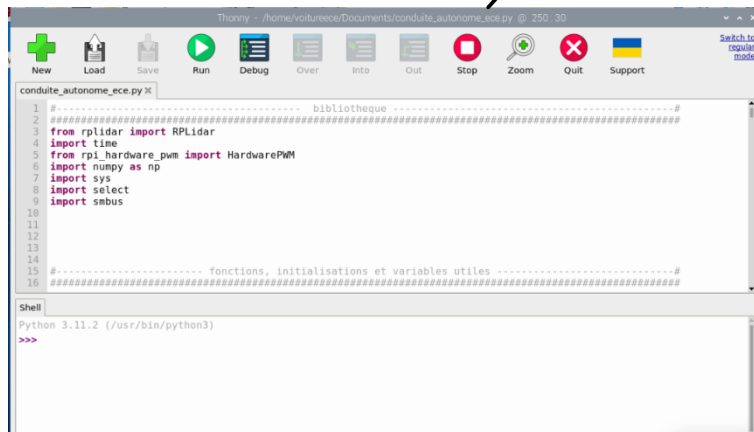 Thonny - /home/voitureece/Documents/conduite_autonome_ece.py @ 250:30
New Load Save Run Debug Over Into Out Stop Zoom Quit Support
Switch to
regular
mode
conduite_autonome_ece.py
1 #---------------------------------------- bibliotheque ----------------------------------------------#
2 #######################################################################################################
3 from rplidar import RPLidar
4 import time
5 from rpi_hardware_pwm import HardwarePWM
6 import numpy as np
7 import sys
8 import select
9 import smbus
10
11
12
13
14
15 #------------------------ fonctions, initialisations et variables utiles -----------------------------#
16 #######################################################################################################
Shell
Python 3.11.2 (/usr/bin/python3)
>>>